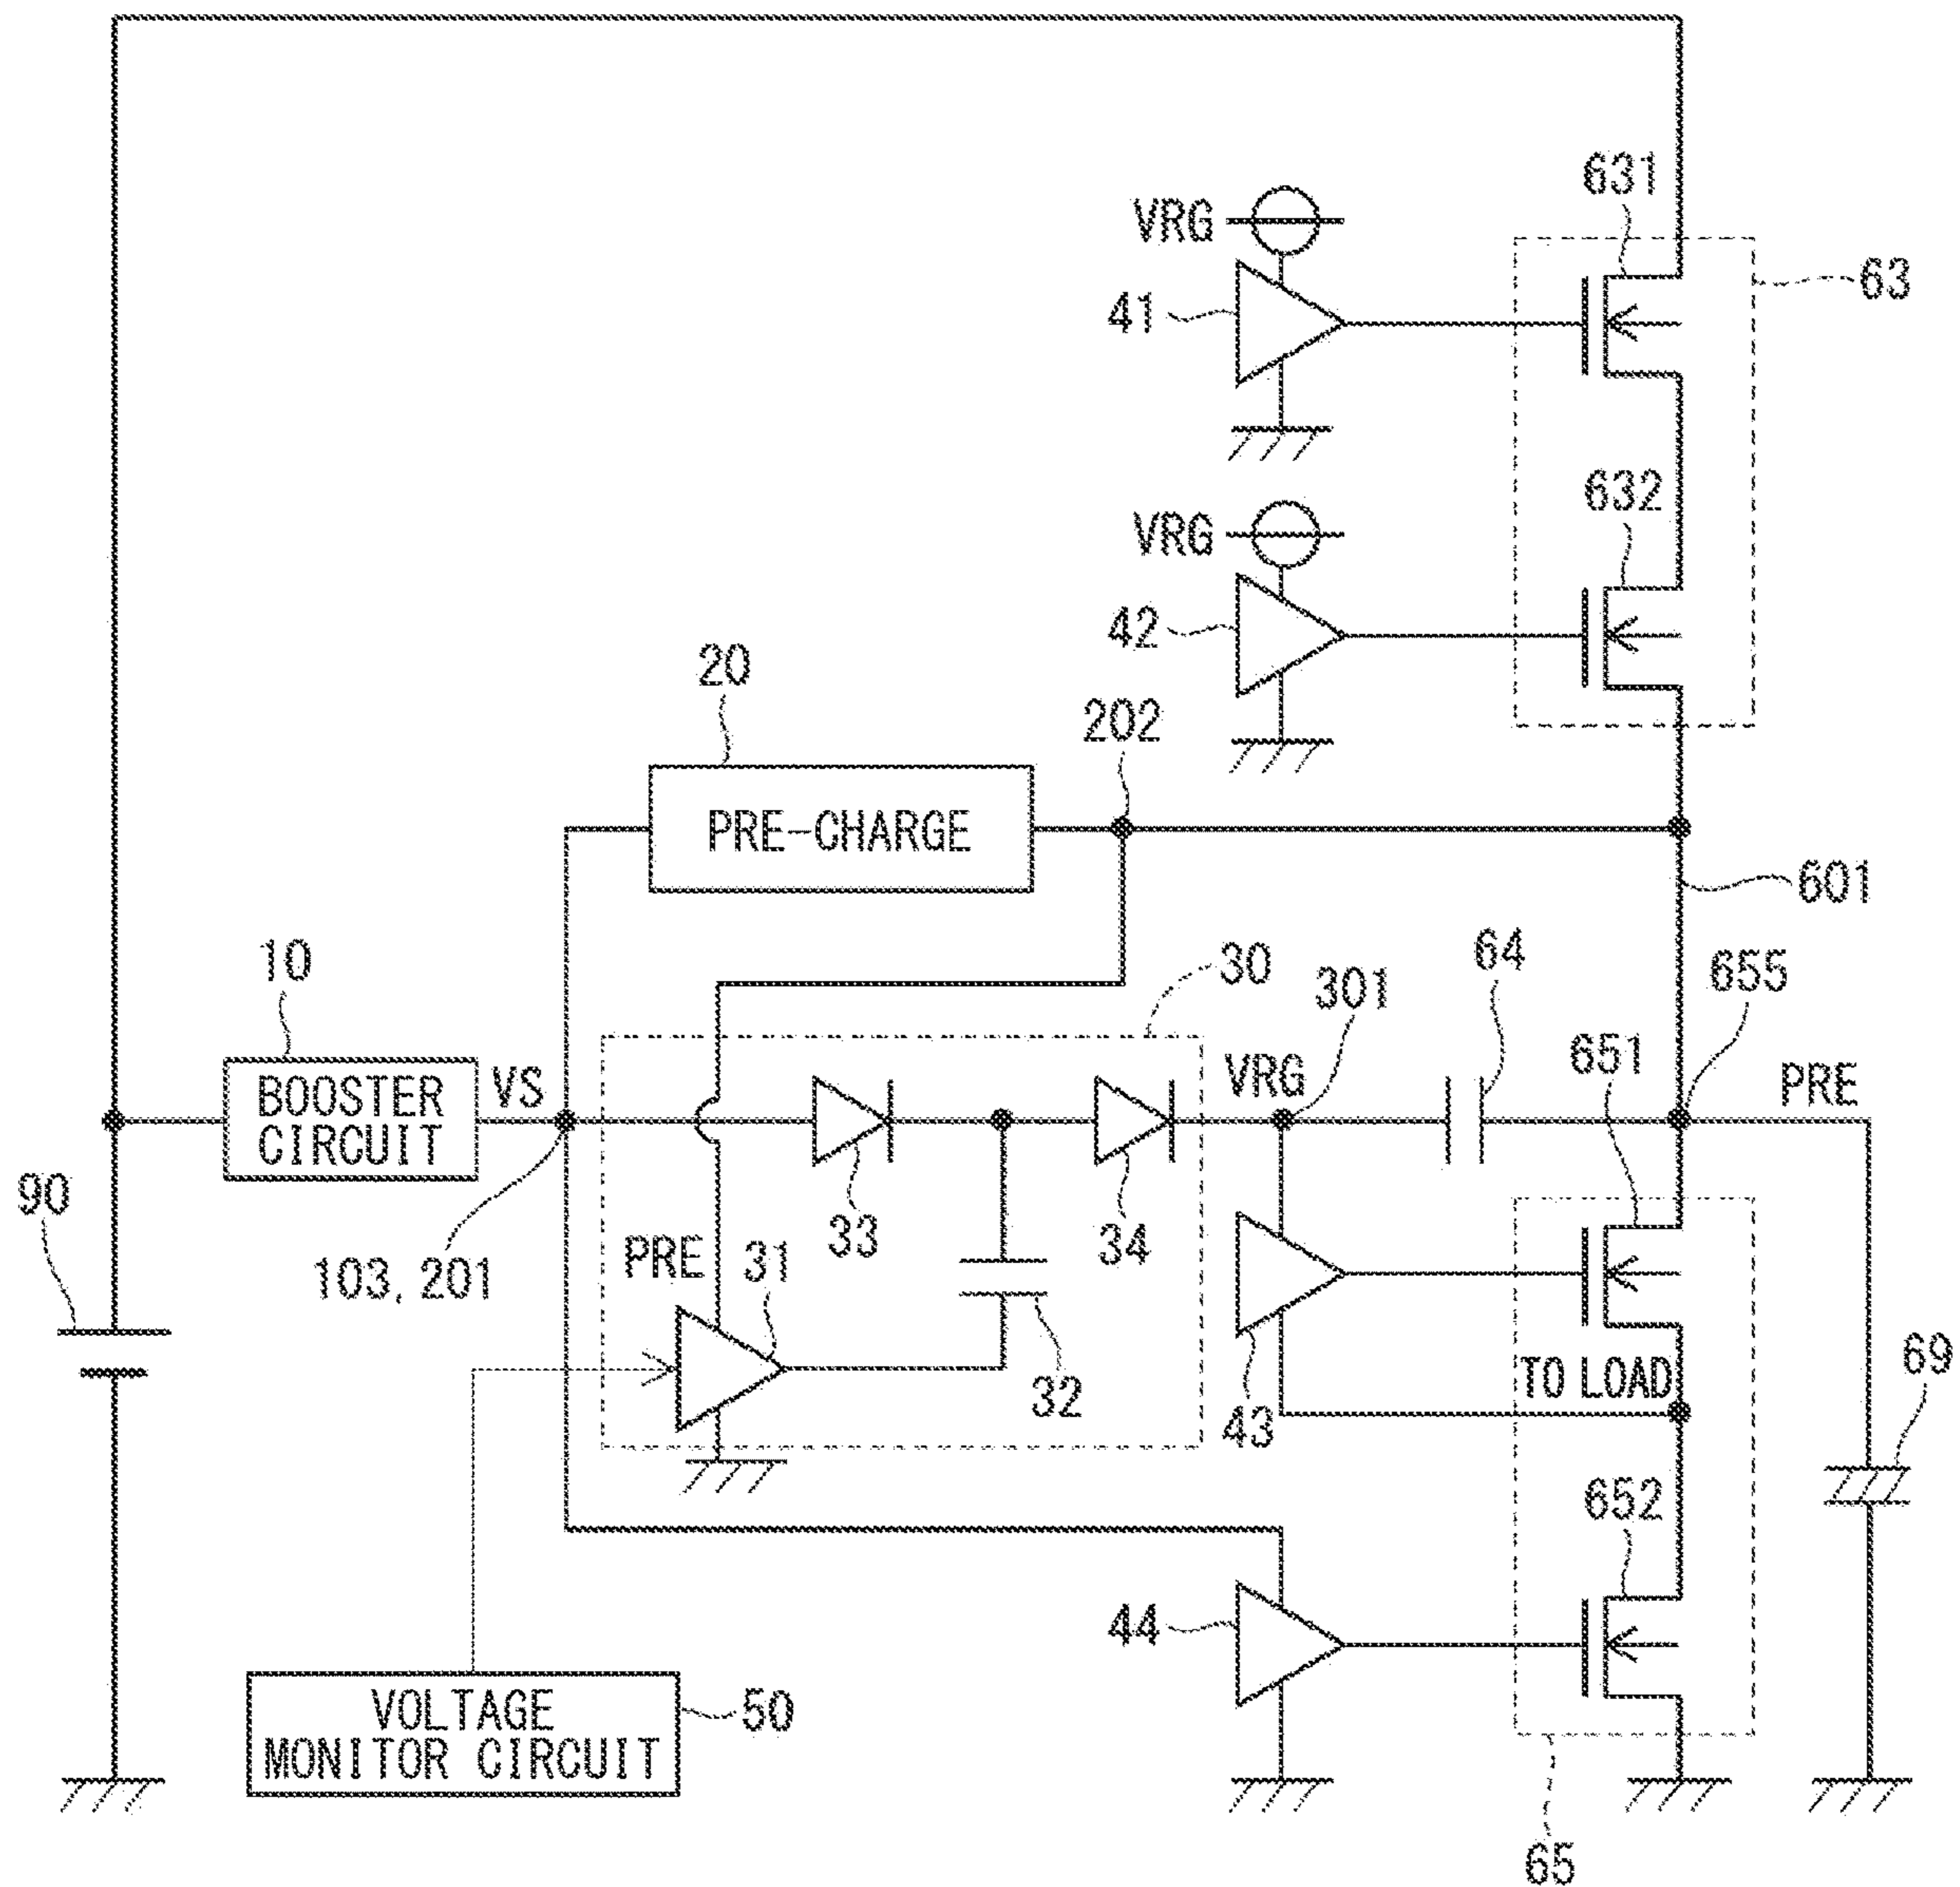 631
VRG
63
41
632
VRG
42
20
202
PRE-CHARGE
601
10
30
301
64
655
BOOSTER
CIRCUIT
VS
VRG
651
PRE
90
33
34
103, 201
PRE
31
32
43
TO LOAD
69
652
44
VOLTAGE
MONITOR CIRCUIT
50
65